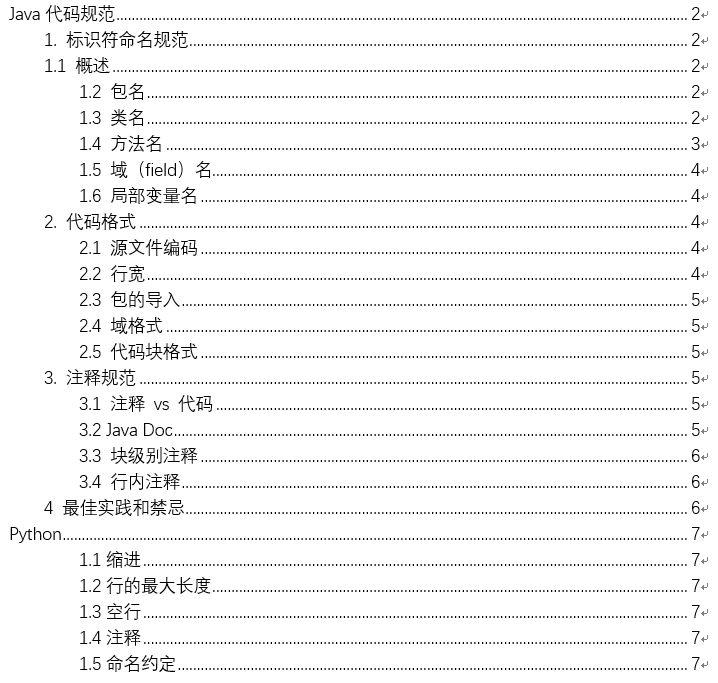 Java 代码规范 2
1. 标识符命名规范 2
1.1 概述 2
1.2 包名 2
1.3 类名 2
1.4 方法名 3
1.5 域（field）名 4
1.6 局部变量名 4
2. 代码格式 4
2.1 源文件编码 4
2.2 行宽 4
2.3 包的导入 5
2.4 域格式 5
2.5 代码块格式 5
3. 注释规范 5
3.1 注释 vs 代码 5
3.2 Java Doc 5
3.3 块级别注释 6
3.4 行内注释 6
4 最佳实践和禁忌 6
Python 7
1.1 缩进 7
1.2 行的最大长度 7
1.3 空行 7
1.4 注释 7
1.5 命名约定 7